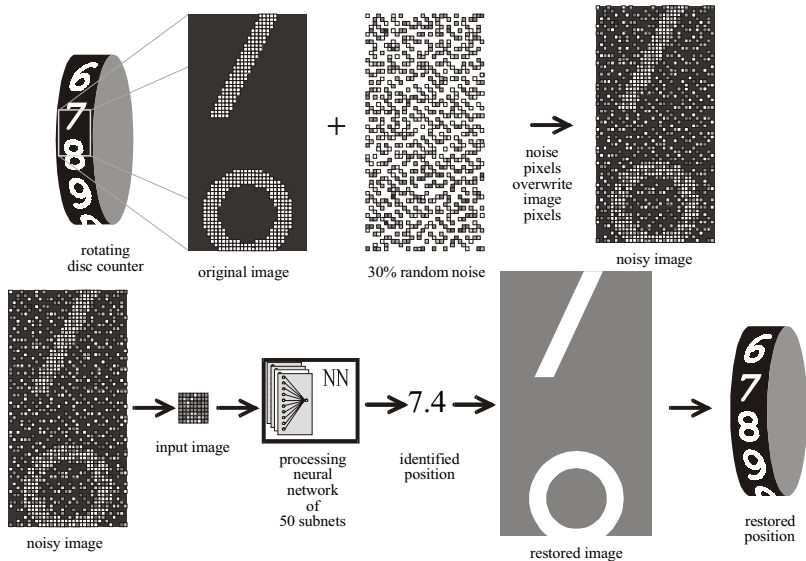 6
7
8
9
0
+
noise
pixels
overwrite
image
pixels
rotating
disc counter
original image
30% random noise
noisy image
NN
7.4
input image
processing
neural
network
of
50 subnets
identified
position
noisy image
restored image
6
7
8
9
0
restored
position